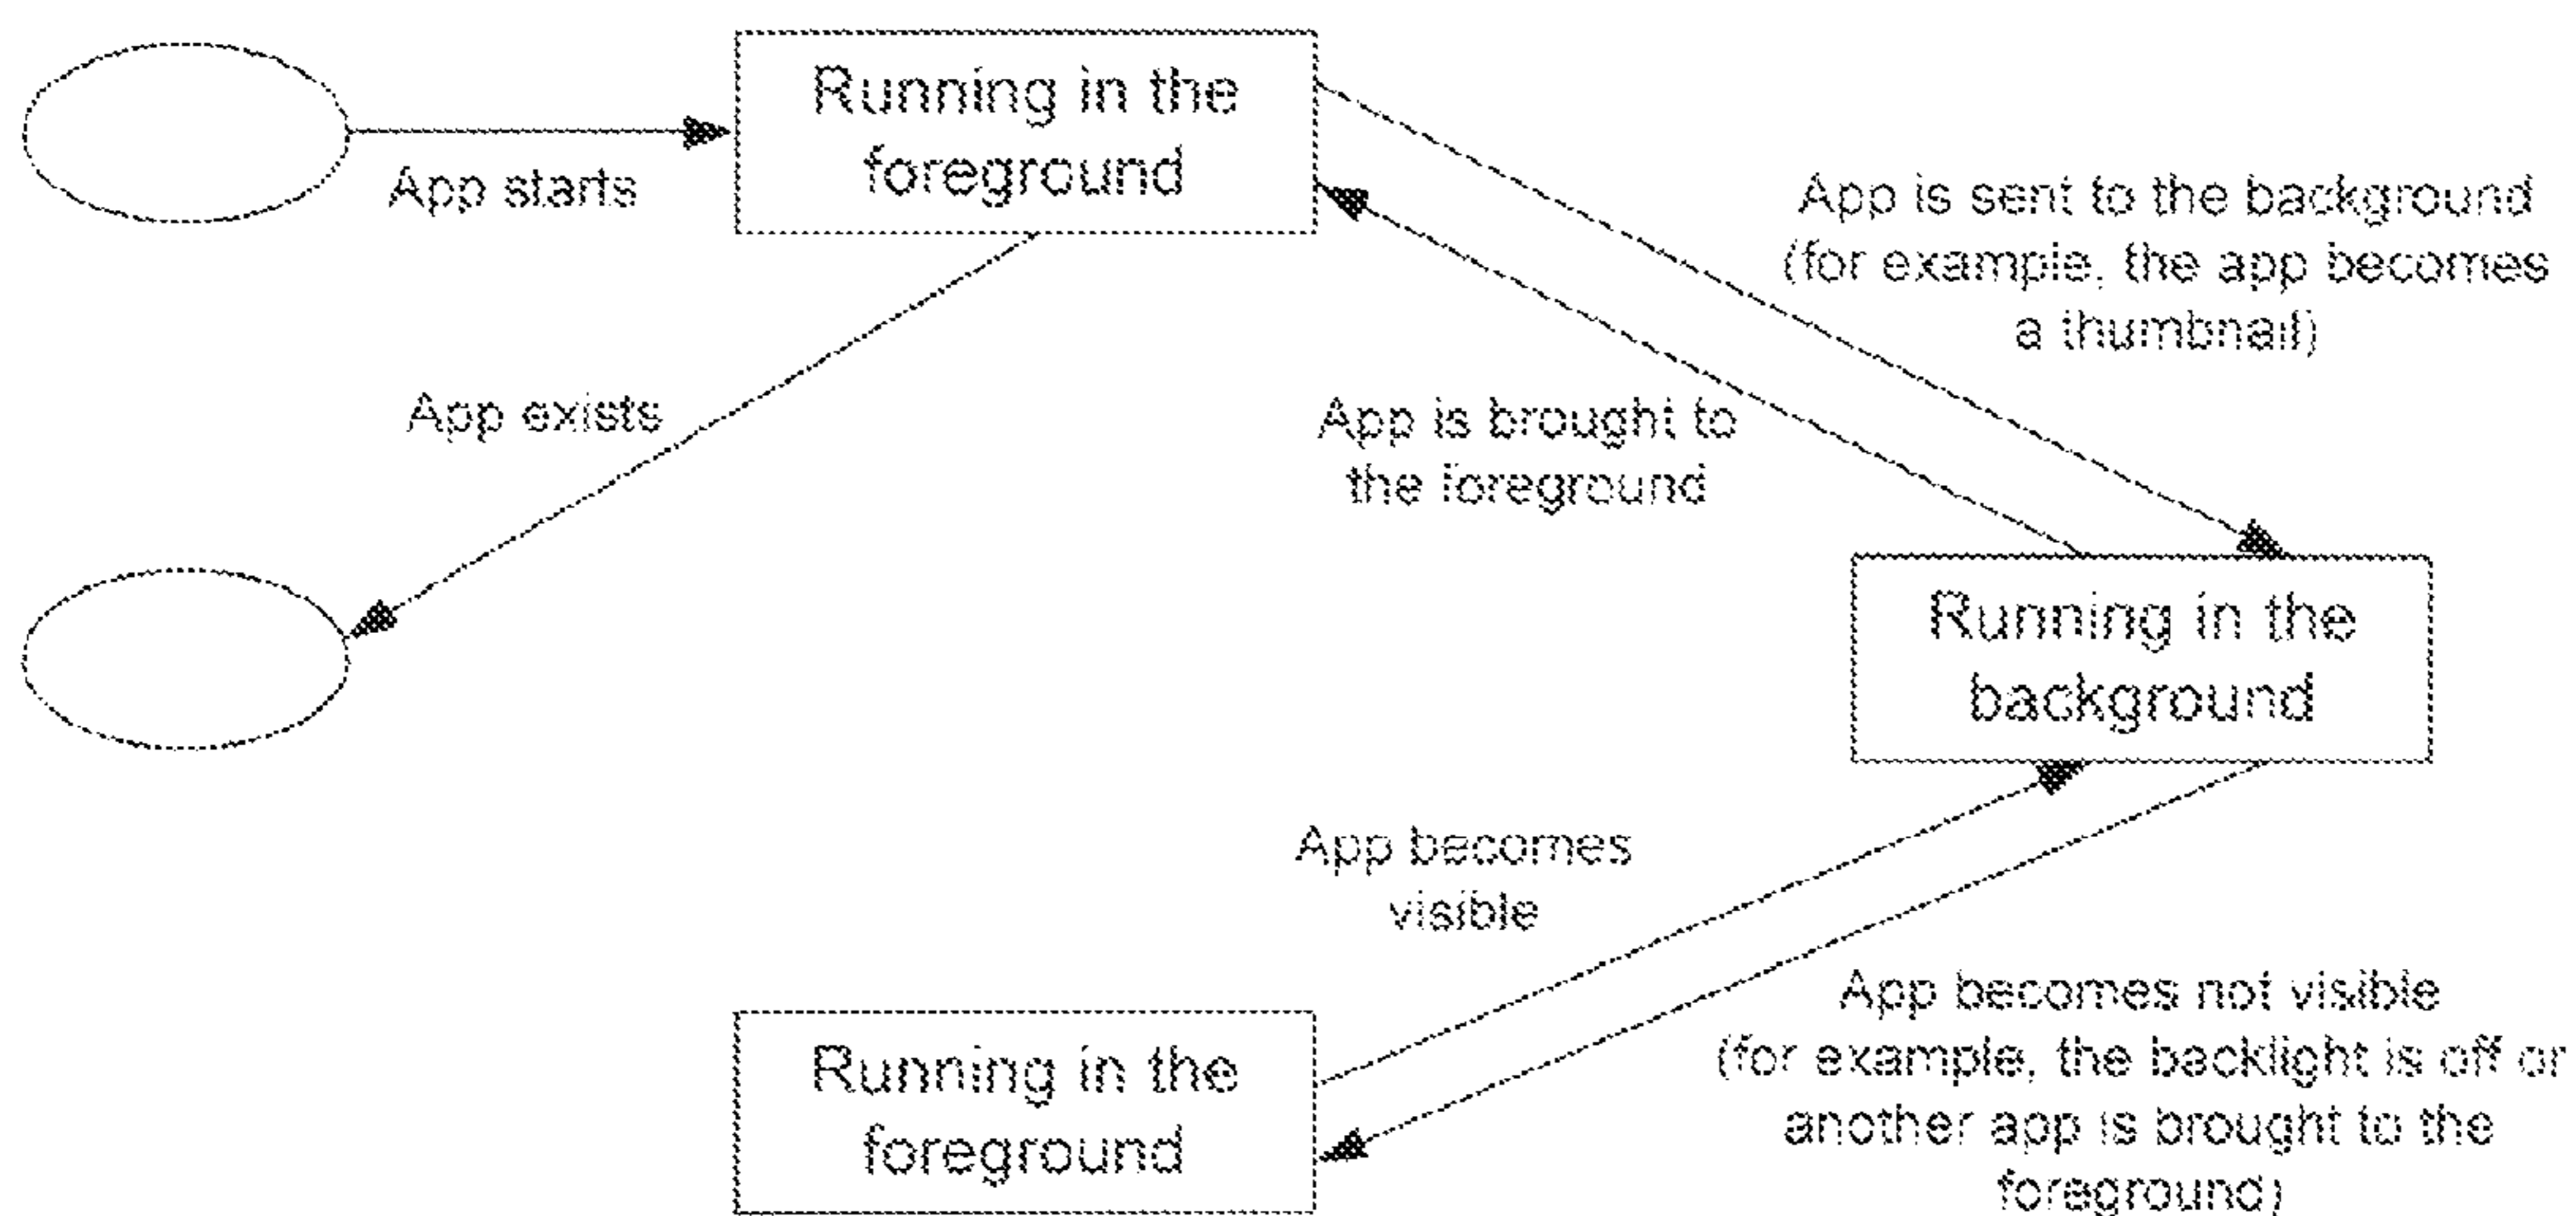 Running in the
foreground
App starts
App is sent to the background
(for example, the app becomes
a thumbnail)
App exists
App is brought to
the foreground
Running in the
background
App becomes
visible
App becomes not visible
(for example, the backlight is off or
another app is brought to the
foreground)
Running in the
foreground